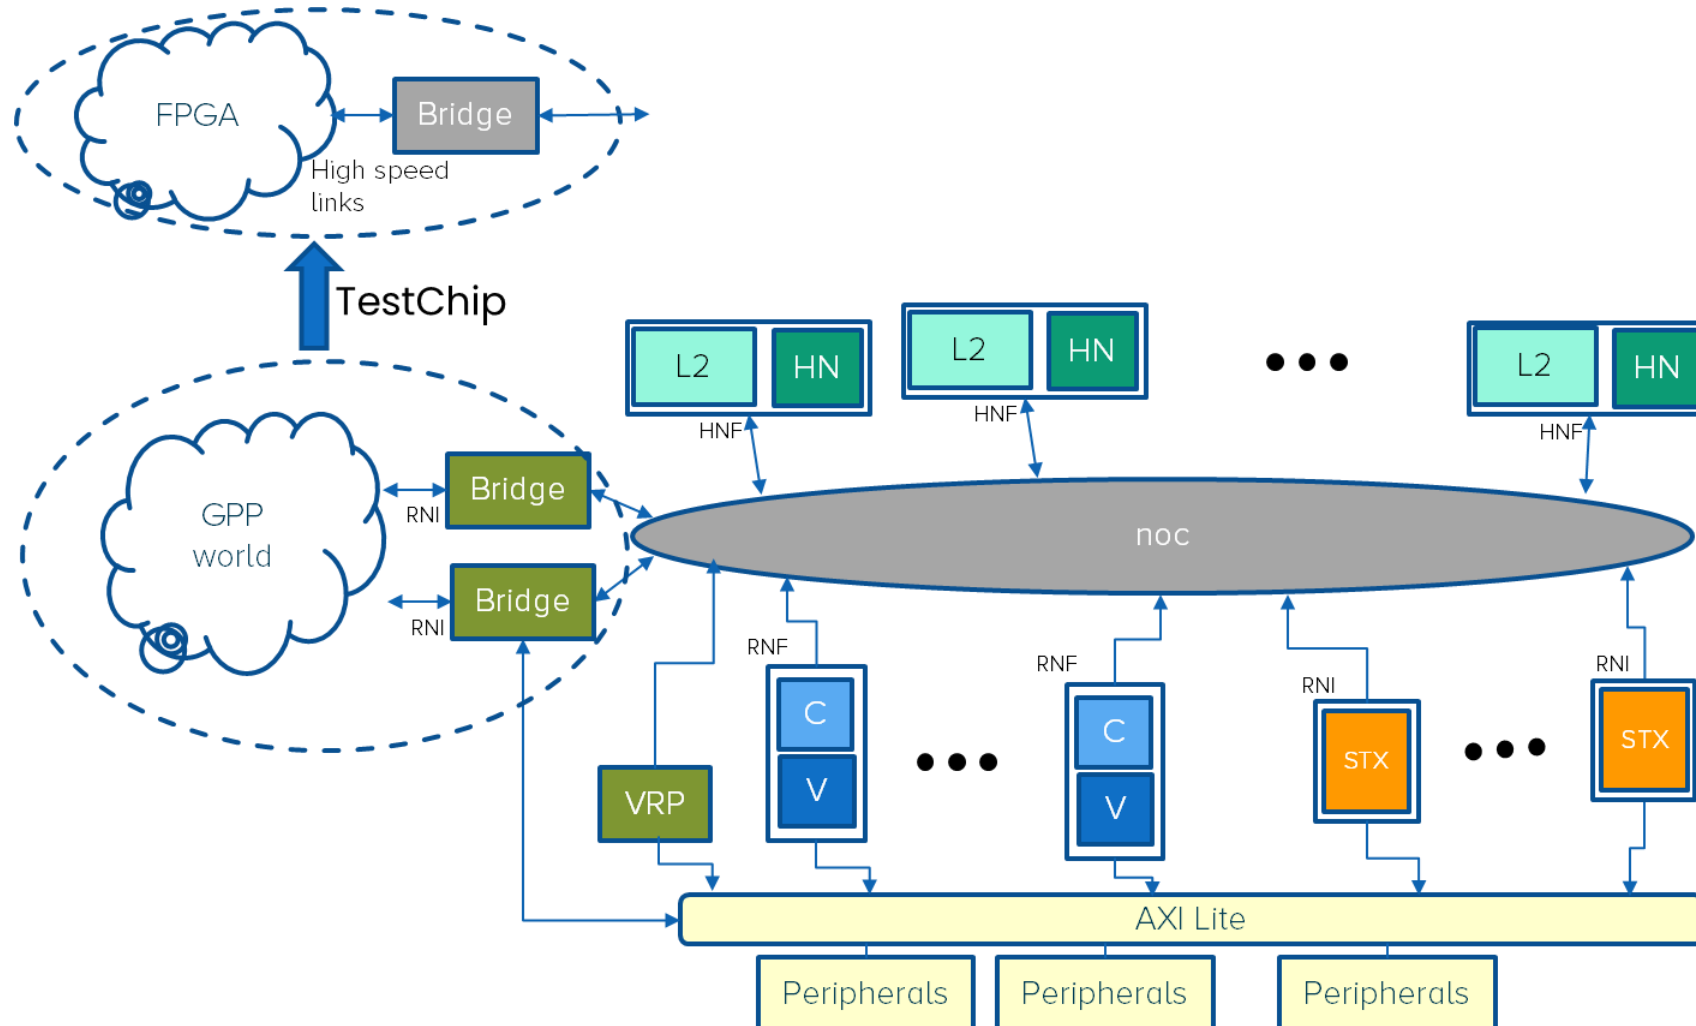 FPGA
Bridge
High speed
links
TestChip
L2
HN
L2
HN
L2
HN
HNF
HNF
HNF
GPP
world
Bridge
RNI
Bridge
RNI
noc
RNF
RNF
RNI
RNI
C
V
C
V
STX
STX
VRP
AXI Lite
Peripherals
Peripherals
Peripherals